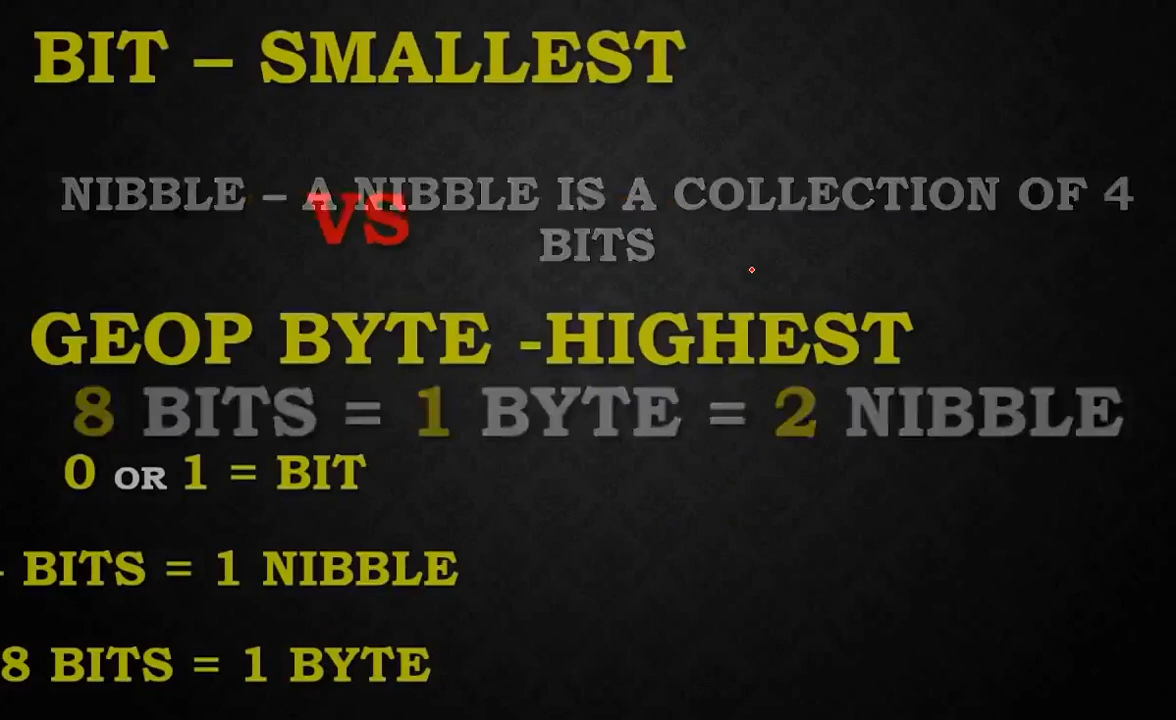 BIT – SMALLEST
NIBBLE – A NIBBLE IS A COLLECTION OF 4
VS
BITS
GEOP BYTE -HIGHEST
8 BITS = 1 BYTE = 2 NIBBLE
0 OR 1 = BIT
BITS = 1 NIBBLE
8 BITS = 1 BYTE